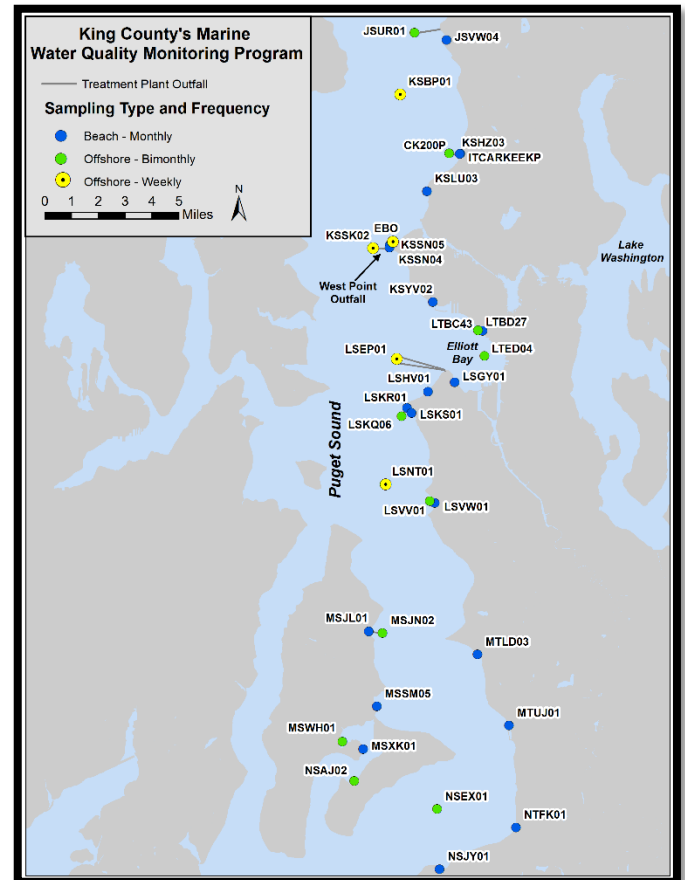 King County's Marine
Water Quality Monitoring Program
Treatment Plant Outfall
Sampling Type and Frequency
Beach - Monthly
Offshore - Bimonthly
Offshore - Weekly
0 1 2 3 4 5
Miles
N
JSUR01
JSVW04
KSBP01
CK200P
KSHZ03
ITCARKEEKP
KSLU03
KSSK02
EBO
KSSN05
KSSN04
West Point
Outfall
Lake
Washington
KSYV02
LTBC43
LTBD27
Elliott
Bay
LTED04
LSEP01
LSHV01
LSGY01
LSKR01
LSKS01
LSKQ06
Puget Sound
LSNT01
LSVV01
LSVW01
MSJL01
MSJN02
MTLD03
MSSM05
MTUJ01
MSWH01
MSXK01
NSAJ02
NSEX01
NTFK01
NSJY01